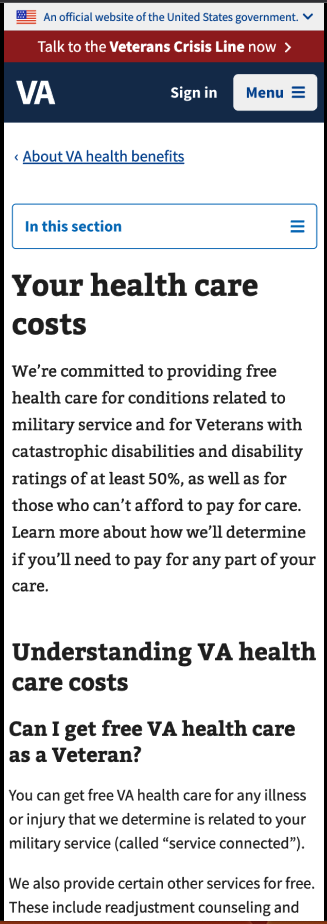 An official website of the United States government.
Talk to the Veterans Crisis Line now
VA
Sign in
Menu
‹ About VA health benefits
In this section
Your health care
costs
We’re committed to providing free
health care for conditions related to
military service and for Veterans with
catastrophic disabilities and disability
ratings of at least 50%, as well as for
those who can’t afford to pay for care.
Learn more about how we’ll determine
if you’ll need to pay for any part of your
care.
Understanding VA health
care costs
Can I get free VA health care
as a Veteran?
You can get free VA health care for any illness
or injury that we determine is related to your
military service (called “service connected”).
We also provide certain other services for free.
These include readjustment counseling and